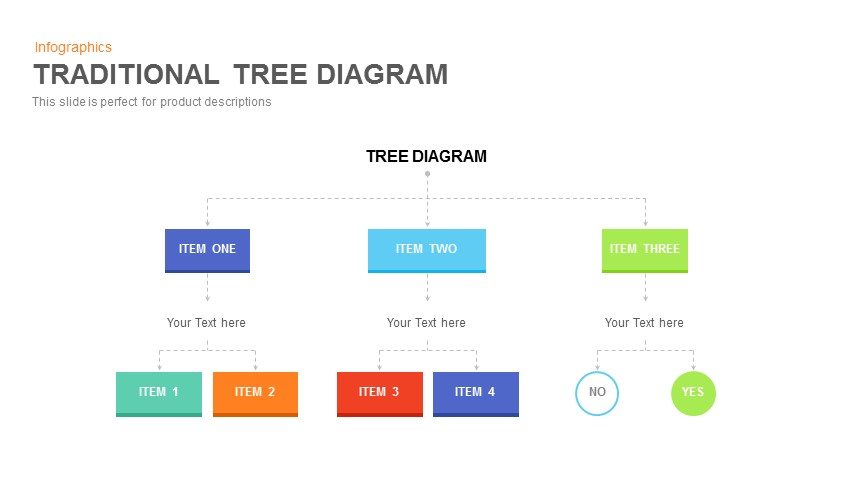 Infographics
TRADITIONAL TREE DIAGRAM
This slide is perfect for product descriptions
TREE DIAGRAM
ITEM ONE
ITEM TWO
ITEM THREE
Your Text here
Your Text here
Your Text here
ITEM 1
ITEM 2
ITEM 3
ITEM 4
NO
YES